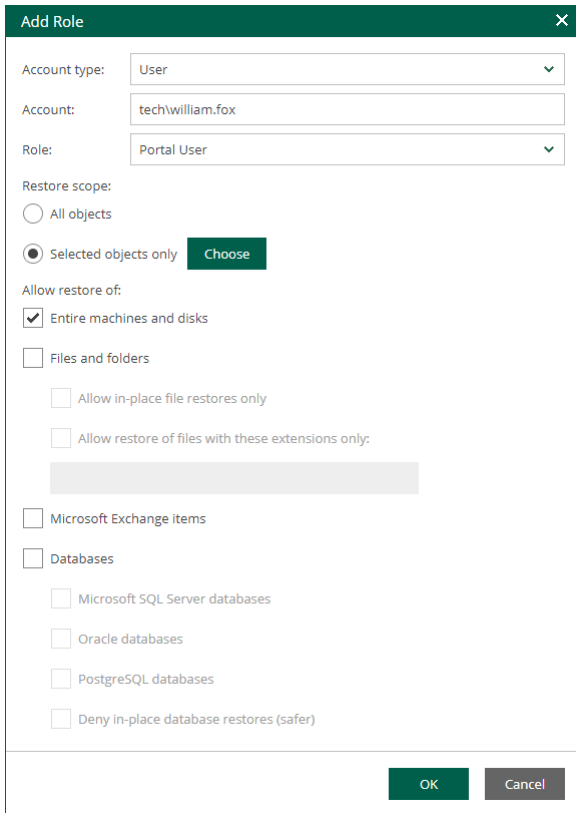 Add Role
Account type: User
Account: tech\william.fox
Role: Portal User
Restore scope:
All objects
Selected objects only Choose
Allow restore of:
Entire machines and disks
Files and folders
Allow in-place file restores only
Allow restore of files with these extensions only:
Microsoft Exchange items
Databases
Microsoft SQL Server databases
Oracle databases
PostgreSQL databases
Deny in-place database restores (safer)
OK Cancel